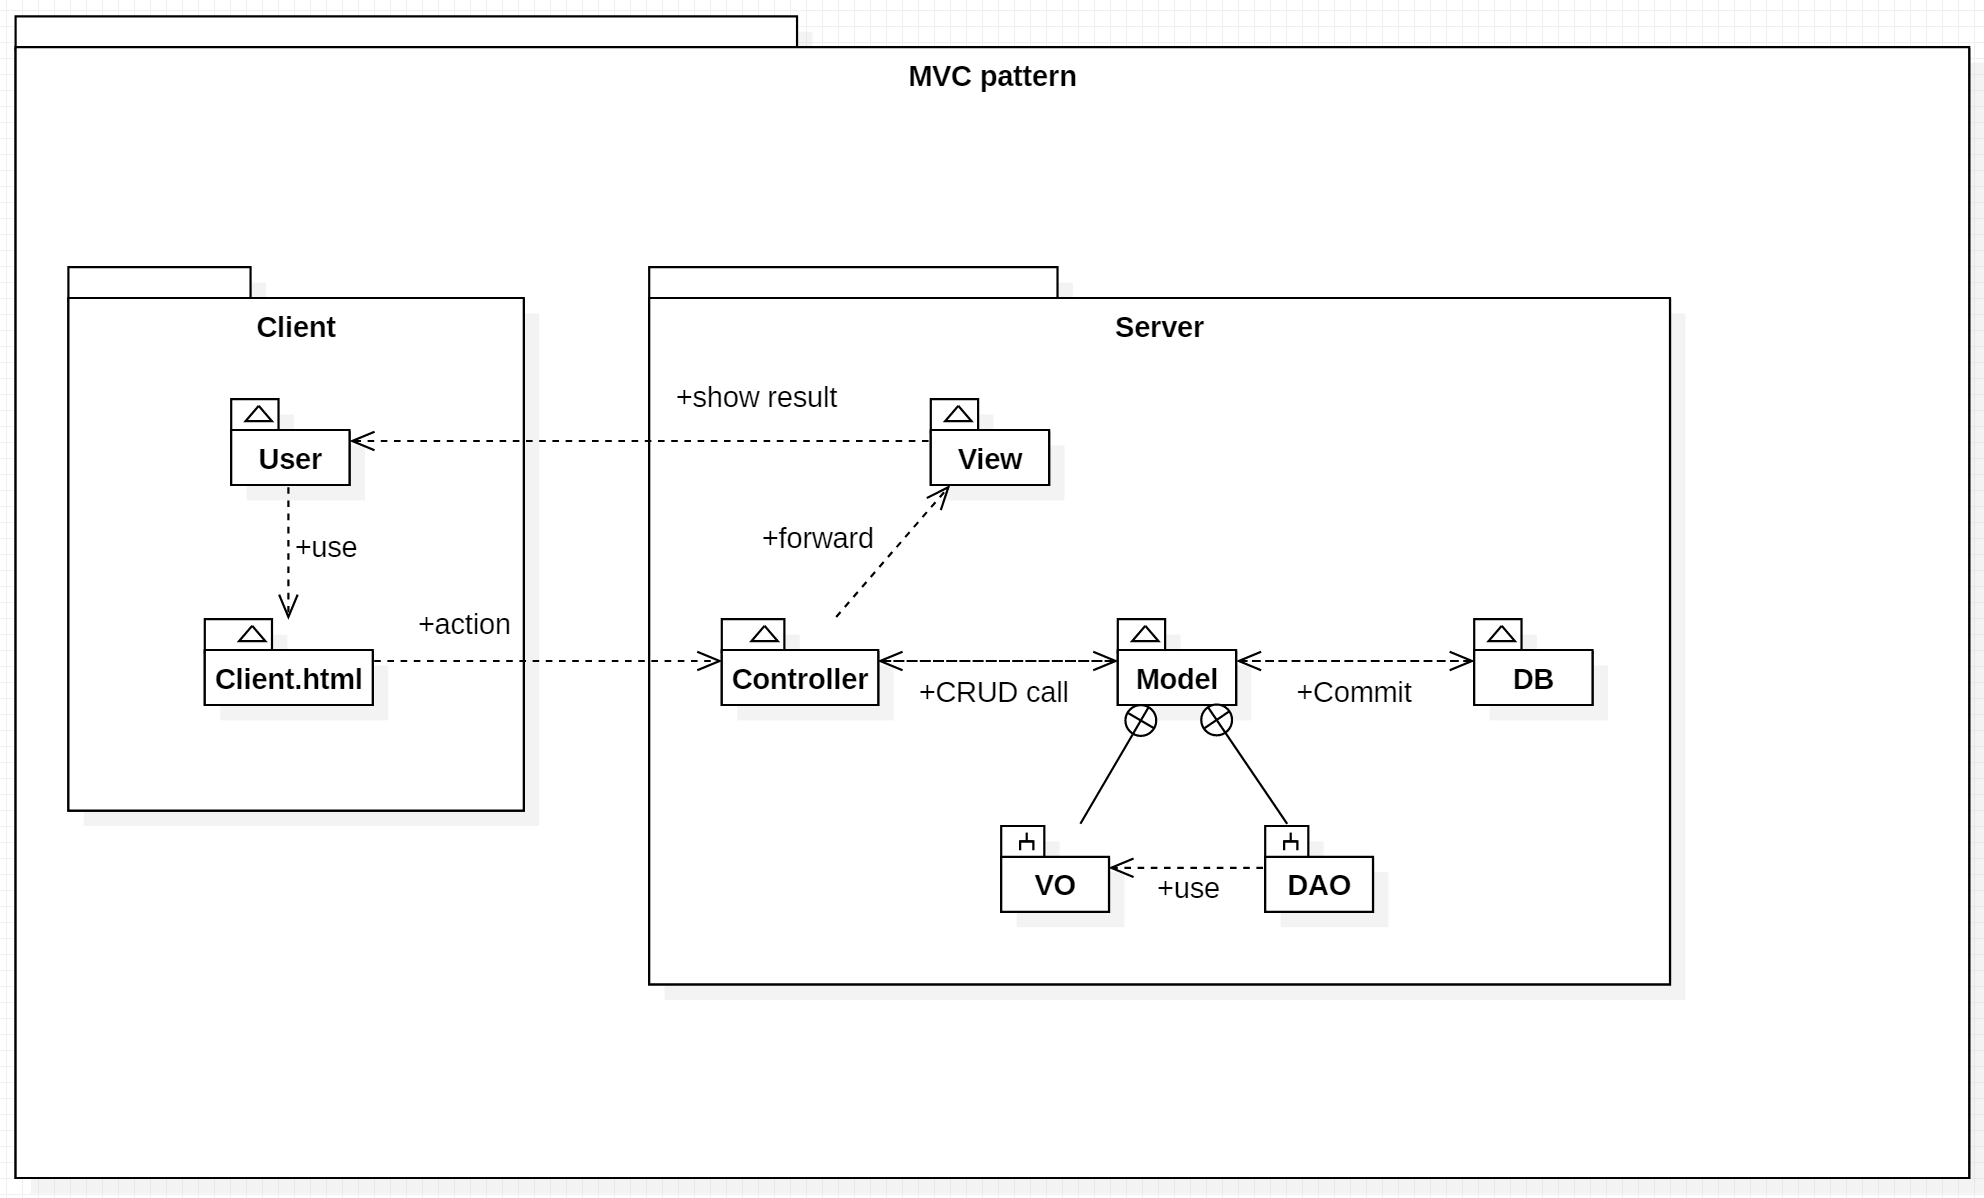 MVC pattern
Client
Server
+show result
User
View
+forward
+use
+action
Client.html
Controller
Model
DB
+CRUD call
+Commit
VO
DAO
+use